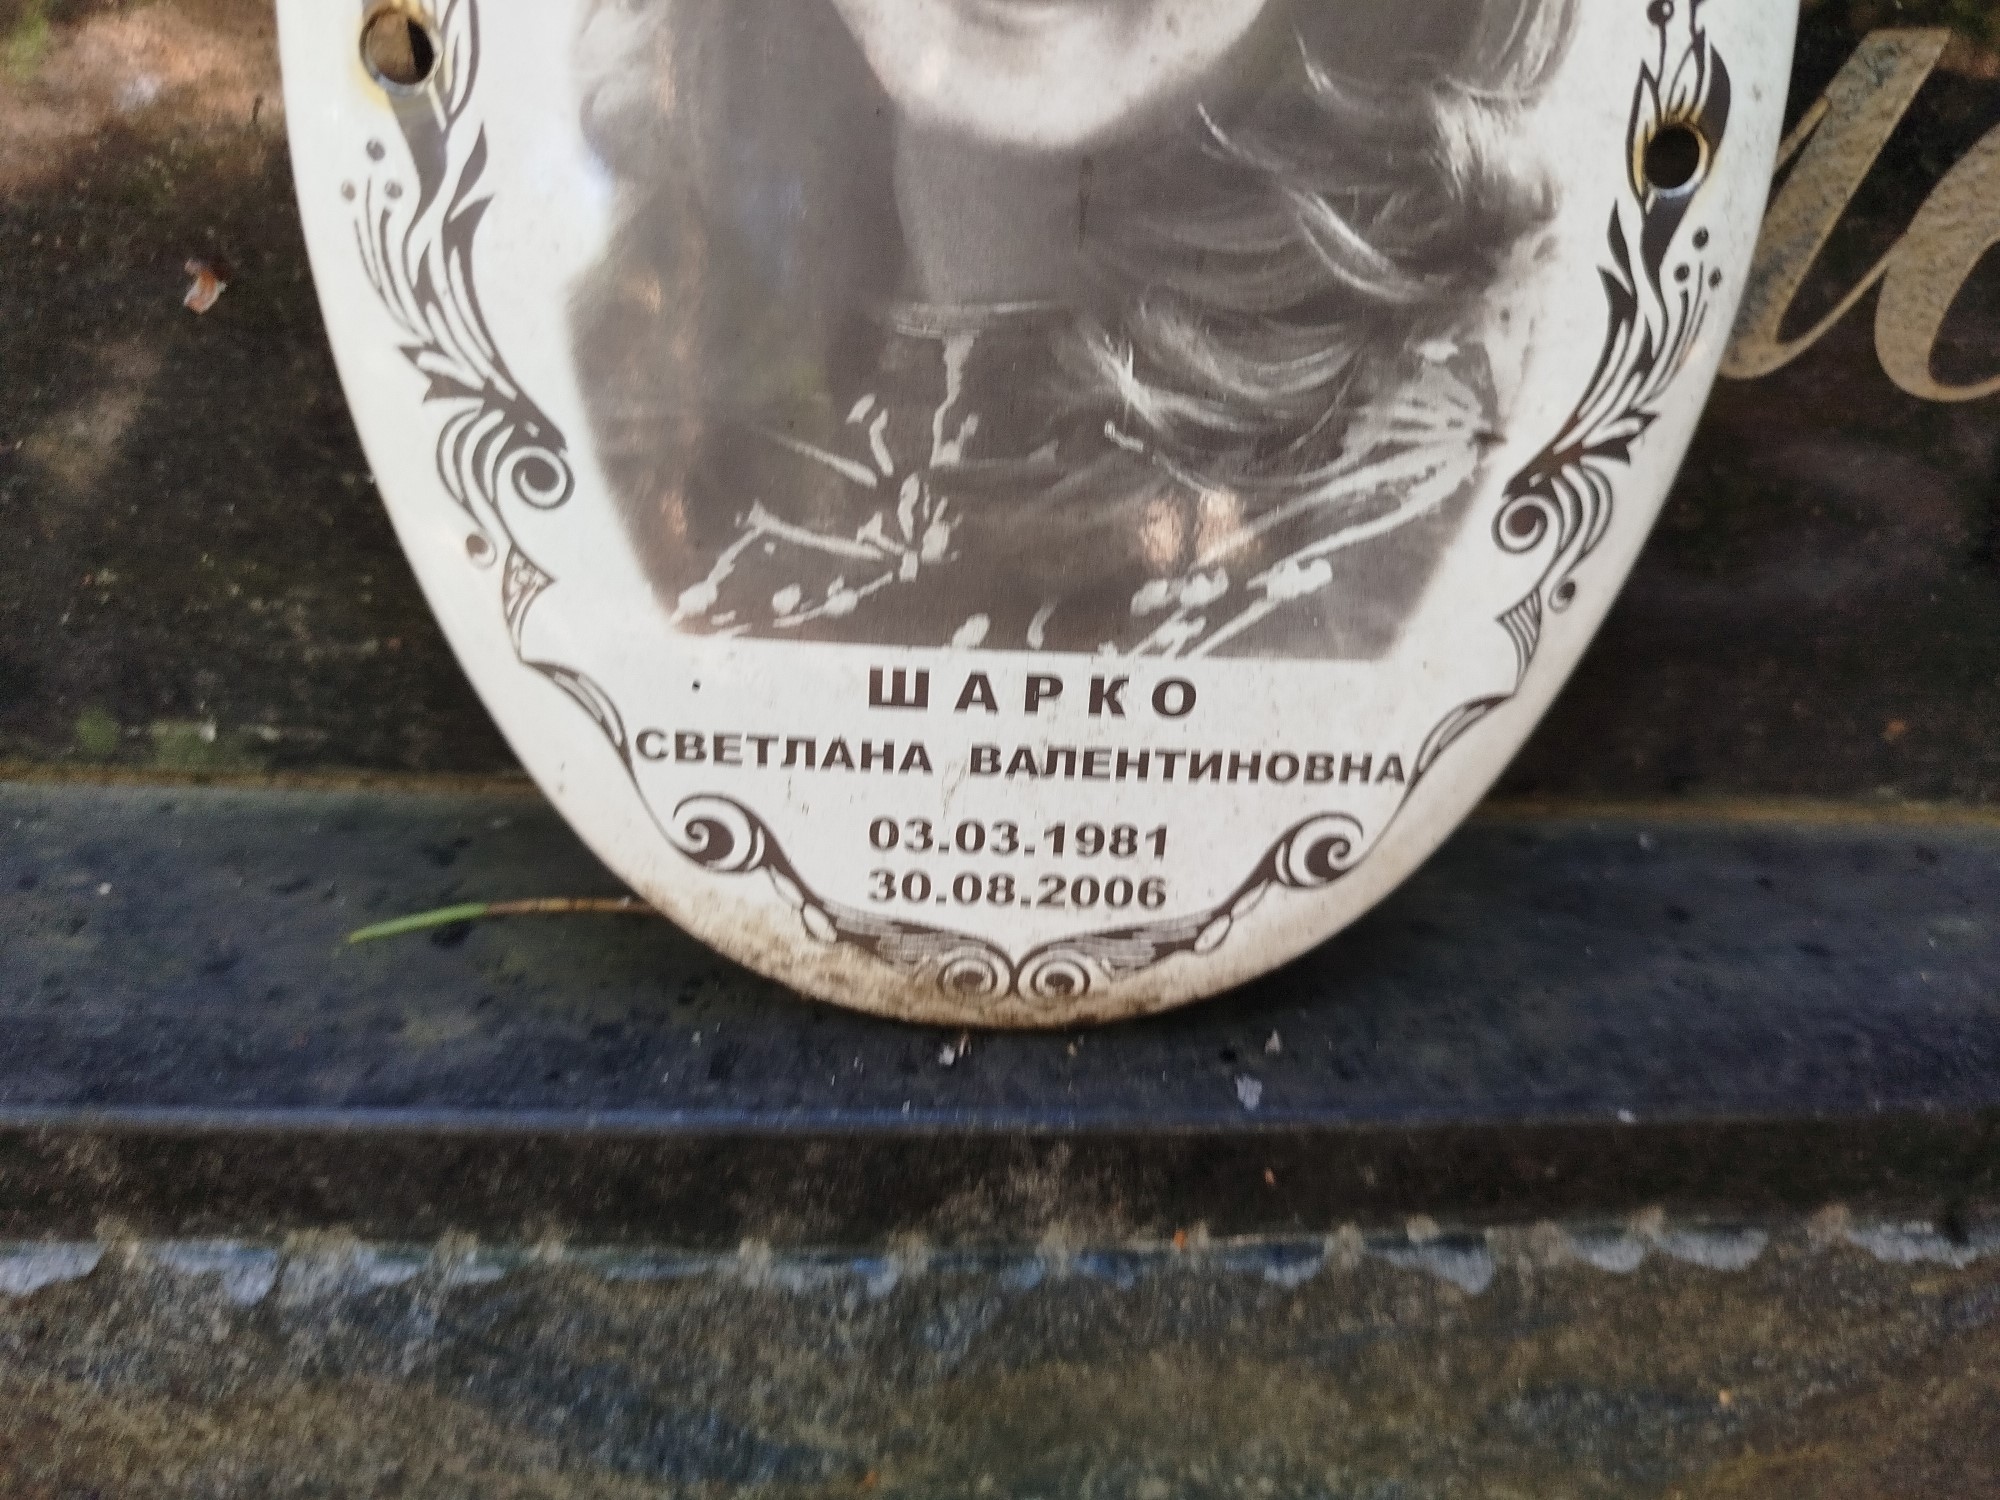 ШАРКО
СВЕТЛАНА ВАЛЕНТИНОВНА
03.03.1981
30.08.2006